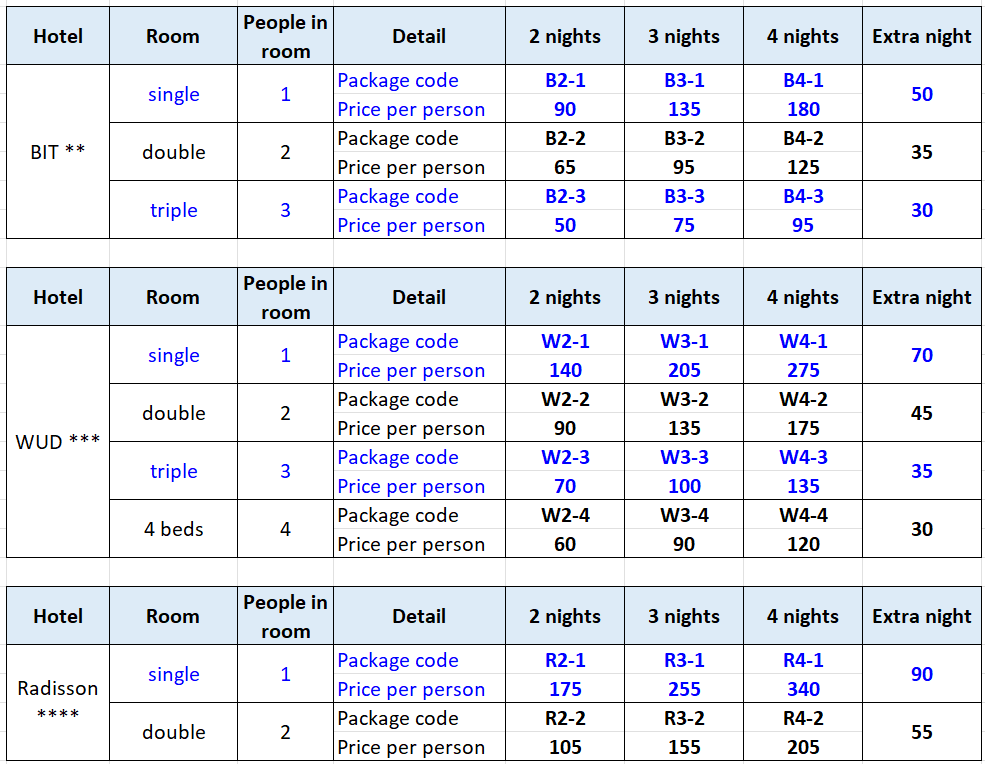 Hotel Room People in room Detail 2 nights 3 nights 4 nights Extra night
BIT **
single 1 Package code B2-1 B3-1 B4-1 50
Price per person 90 135 180
double 2 Package code B2-2 B3-2 B4-2 35
Price per person 65 95 125
triple 3 Package code B2-3 B3-3 B4-3 30
Price per person 50 75 95
Hotel Room People in room Detail 2 nights 3 nights 4 nights Extra night
WUD ***
single 1 Package code W2-1 W3-1 W4-1 70
Price per person 140 205 275
double 2 Package code W2-2 W3-2 W4-2 45
Price per person 90 135 175
triple 3 Package code W2-3 W3-3 W4-3 35
Price per person 70 100 135
4 beds 4 Package code W2-4 W3-4 W4-4 30
Price per person 60 90 120
Hotel Room People in room Detail 2 nights 3 nights 4 nights Extra night
Radisson
****
single 1 Package code R2-1 R3-1 R4-1 90
Price per person 175 255 340
double 2 Package code R2-2 R3-2 R4-2 55
Price per person 105 155 205